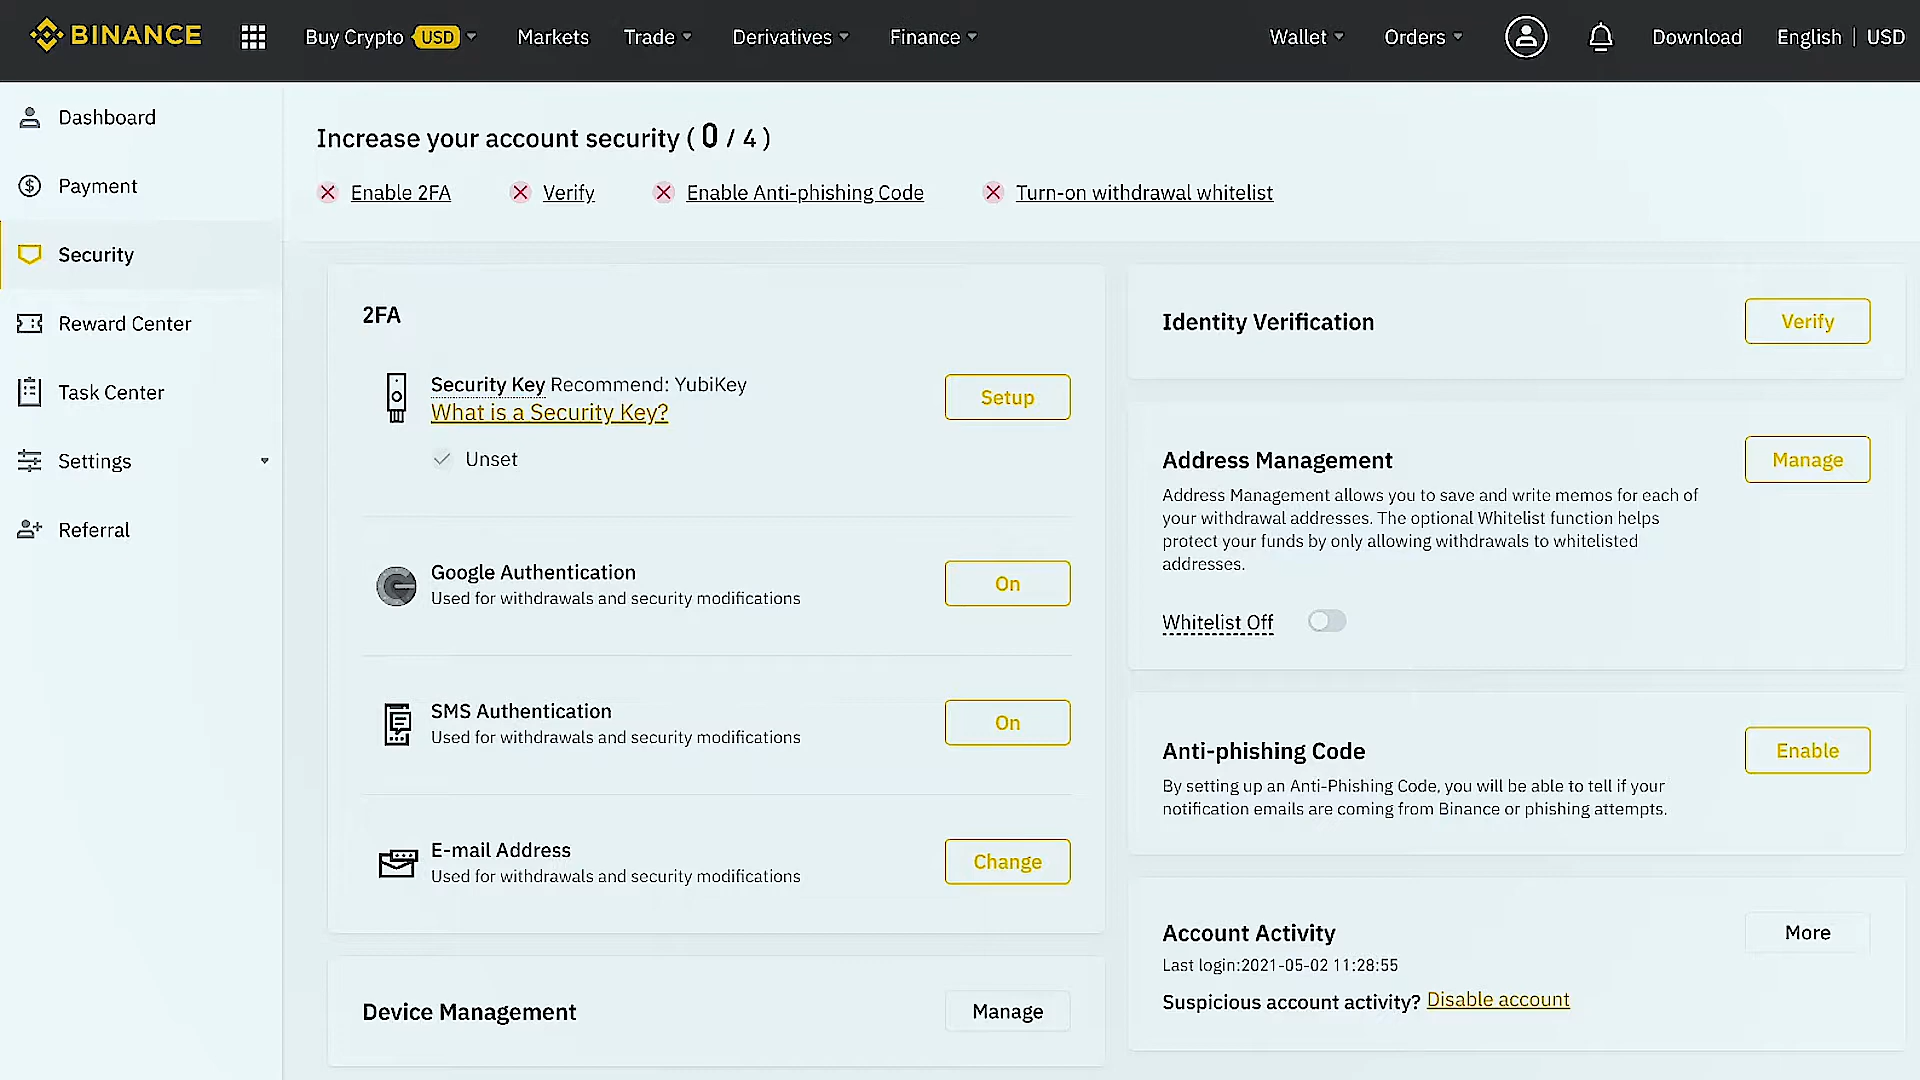 BINANCE
Buy Crypto USD
Markets
Trade
Derivatives
Finance
Wallet
Orders
Download
English | USD
Dashboard
Payment
Security
Reward Center
Task Center
Settings
Referral
Increase your account security ( 0 / 4 )
Enable 2FA
Verify
Enable Anti-phishing Code
Turn-on withdrawal whitelist
2FA
Security Key Recommend: YubiKey
What is a Security Key?
Setup
Unset
Google Authentication
Used for withdrawals and security modifications
On
SMS Authentication
Used for withdrawals and security modifications
On
E-mail Address
Used for withdrawals and security modifications
Change
Device Management
Manage
Identity Verification
Verify
Address Management
Manage
Address Management allows you to save and write memos for each of
your withdrawal addresses. The optional Whitelist function helps
protect your funds by only allowing withdrawals to whitelisted
addresses.
Whitelist Off
Anti-phishing Code
Enable
By setting up an Anti-Phishing Code, you will be able to tell if your
notification emails are coming from Binance or phishing attempts.
Account Activity
More
Last login:2021-05-02 11:28:55
Suspicious account activity? Disable account